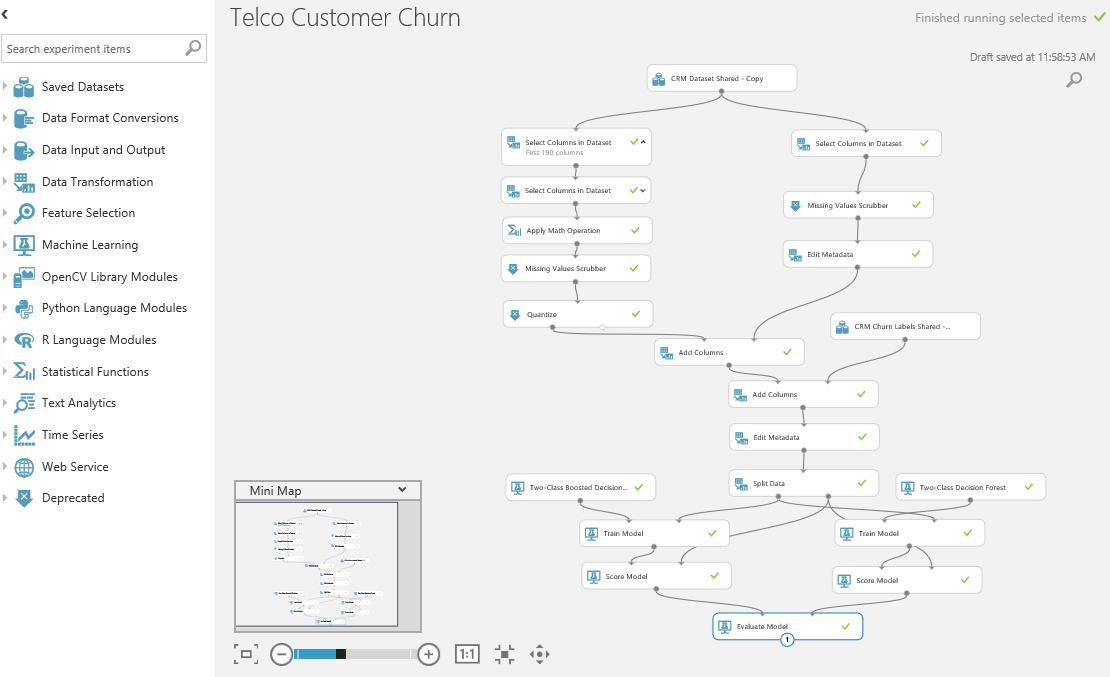 Telco Customer Churn
Finished running selected items
Draft saved at 11:58:53 AM
Search experiment items
Saved Datasets
Data Format Conversions
Data Input and Output
Data Transformation
Feature Selection
Machine Learning
OpenCV Library Modules
Python Language Modules
R Language Modules
Statistical Functions
Text Analytics
Time Series
Web Service
Deprecated
CRM Dataset Shared - Copy
Select Columns in Dataset
First 190 columns
Select Columns in Dataset
Select Columns in Dataset
Missing Values Scrubber
Apply Math Operation
Edit Metadata
Missing Values Scrubber
Quantize
CRM Churn Labels Shared -...
Add Columns
Add Columns
Edit Metadata
Two-Class Boosted Decision...
Split Data
Two-Class Decision Forest
Train Model
Train Model
Score Model
Score Model
Evaluate Model
1
Mini Map
1:1